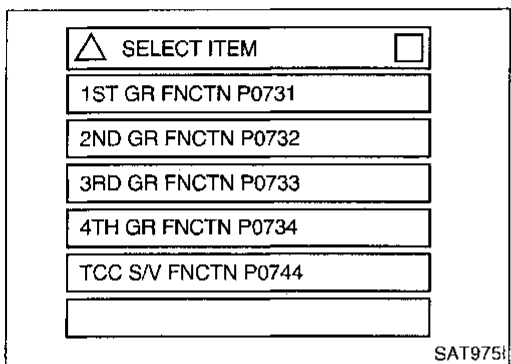 SELECT ITEM
1ST GR FNCTN P0731
2ND GR FNCTN P0732
3RD GR FNCTN P0733
4TH GR FNCTN P0734
TCC S/V FNCTN P0744